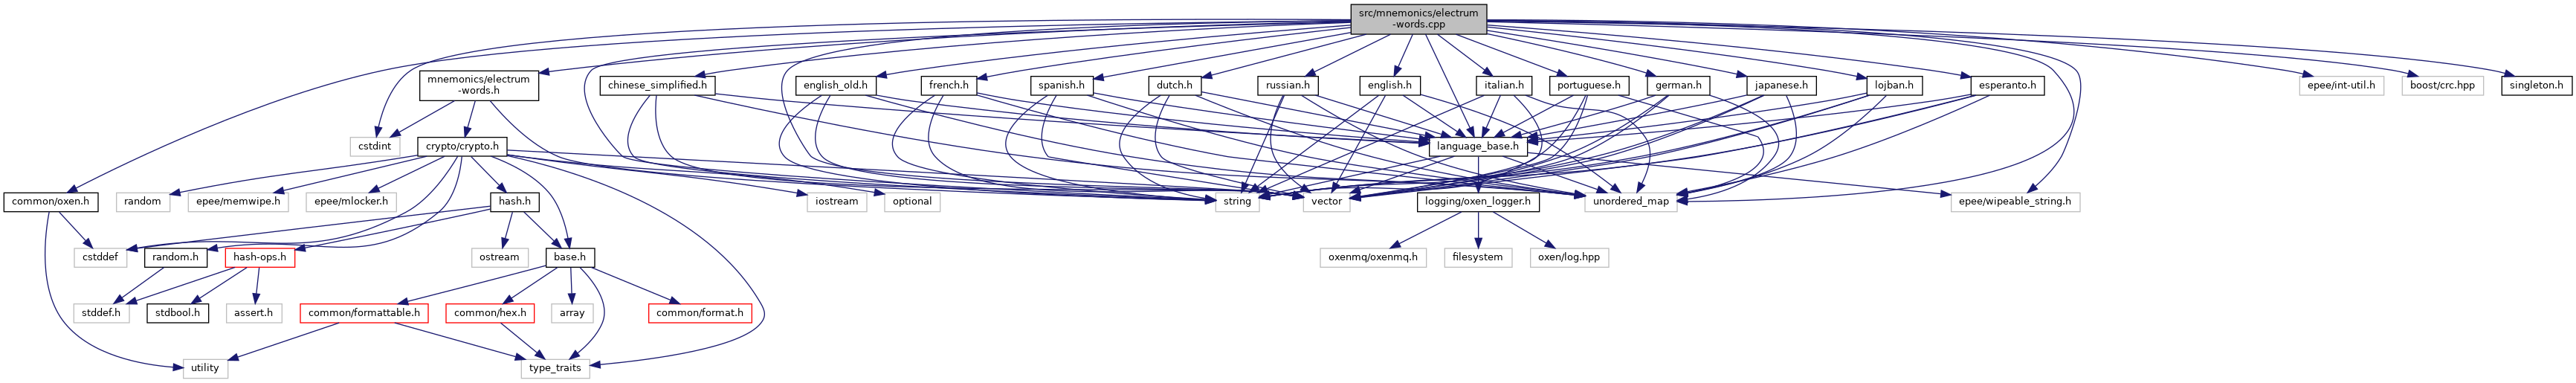 src/mnemonics/electrum
-words.cpp
mnemonics/electrum
-words.h
chinese_simplified.h
english_old.h
french.h
spanish.h
dutch.h
russian.h
english.h
italian.h
portuguese.h
german.h
japanese.h
lojban.h
esperanto.h
epee/int-util.h
boost/crc.hpp
singleton.h
cstdint
crypto/crypto.h
language_base.h
common/oxen.h
random
epee/memwipe.h
epee/mlocker.h
hash.h
iostream
optional
string
vector
logging/oxen_logger.h
unordered_map
epee/wipeable_string.h
cstddef
random.h
hash-ops.h
ostream
base.h
oxenmq/oxenmq.h
filesystem
oxen/log.hpp
stddef.h
stdbool.h
assert.h
common/formattable.h
common/hex.h
array
common/format.h
utility
type_traits